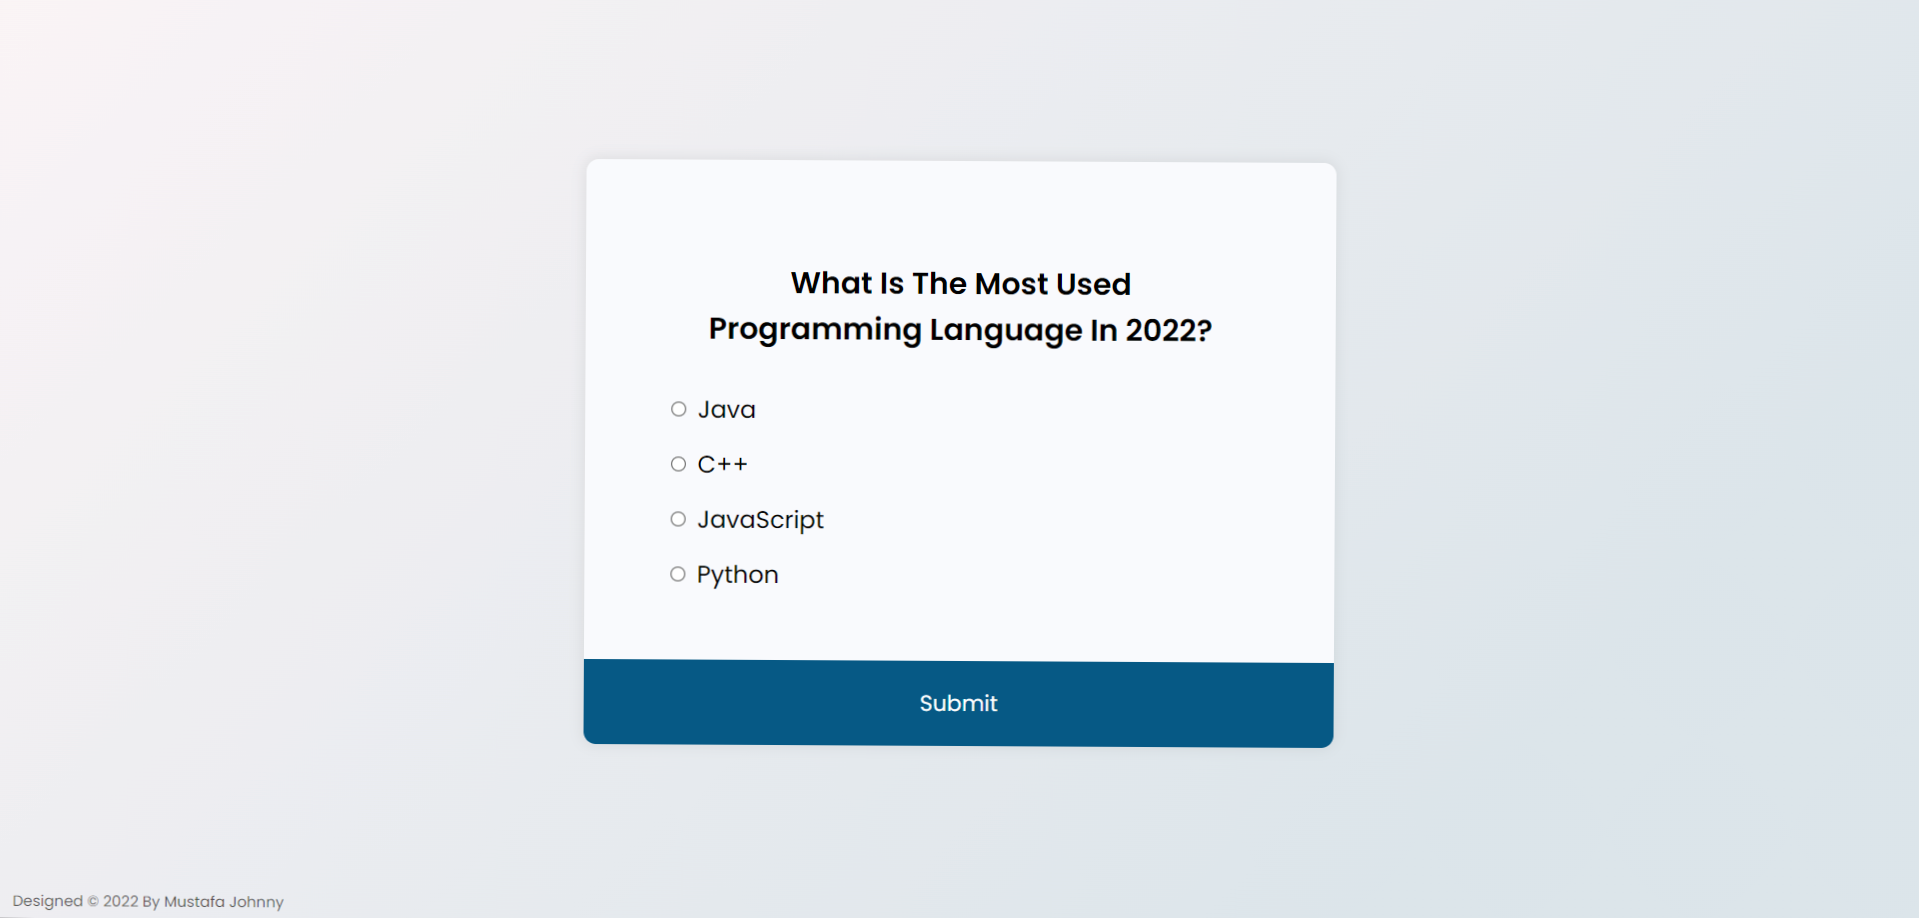 What Is The Most Used
Programming Language In 2022?
Java
C++
JavaScript
Python
Submit
Designed © 2022 By Mustafa Johnny